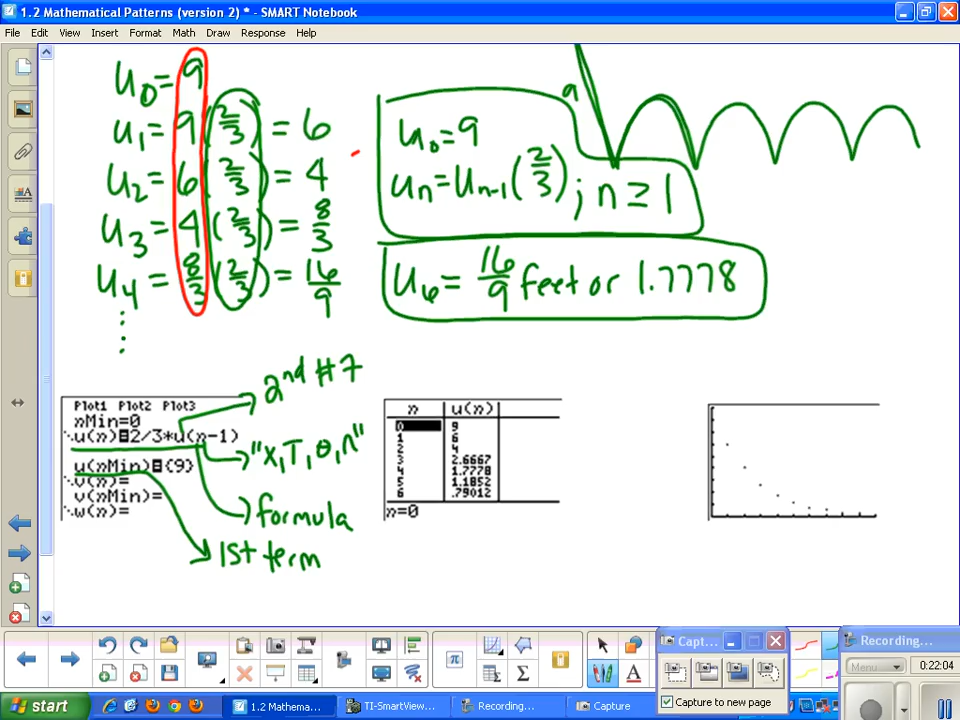 1.2 Mathematical Patterns (version 2) * - SMART Notebook
File Edit View Insert Format Math Draw Response Help
u0 = 9
u1 = 9 (2/3) = 6
u2 = 6 (2/3) = 4
u3 = 4 (2/3) = 8/3
u4 = 8/3 (2/3) = 16/9
⋮
9
u0 = 9
un = un-1 (2/3) ; n ≥ 1
u4 = 16/9 feet or 1.7778
Plot1 Plot2 Plot3
nMin=0
u(n)=2/3*u(n-1)
u(nMin)={9}
v(n)=
v(nMin)=
w(n)=
2nd #7
"X,T,θ,n"
formula
1st term
n u(n)
0 9
1 6
2 4
3 2.6667
4 1.7778
5 1.1852
6 .79012
n=0
π
Σ
A
Capt...
Capture to new page
Recording...
Menu
0:22:04
start
1.2 Mathema...
TI-SmartView...
Recording...
Capture